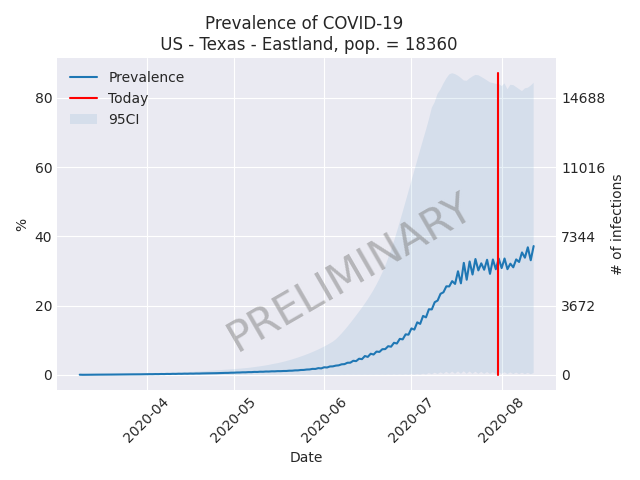 Prevalence of COVID-19
US - Texas - Eastland, pop. = 18360
Prevalence
Today
95CI
80
60
40
20
0
%
14688
11016
7344
3672
0
# of infections
PRELIMINARY
2020-04
2020-05
2020-06
2020-07
2020-08
Date